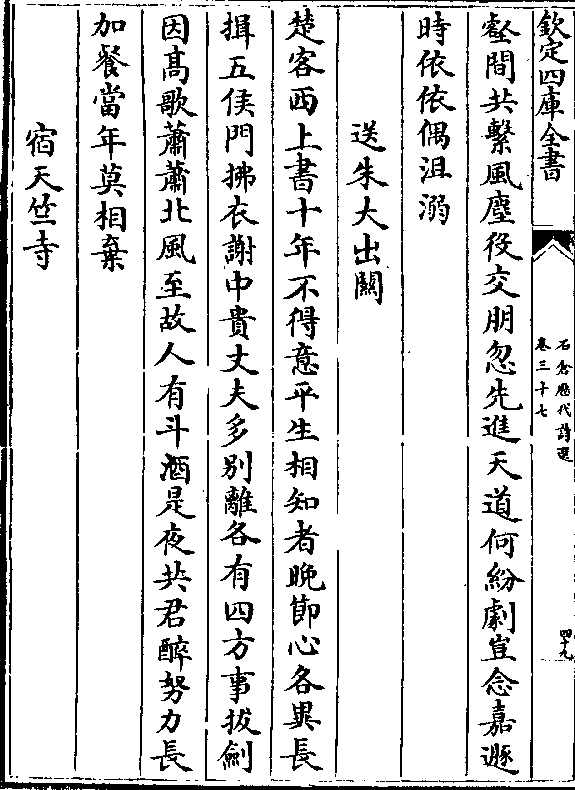 欽定四庫全書
石倉歷代詩選
卷三十七
四十九
壑間共繫風塵役交朋忽先進天道何紛劇豈念嘉遯
時依依偶沮溺
送朱大出關
楚客西上書十年不得意平生相知者晚節心各異長
揖五侯門拂衣謝中貴丈夫多別離各有四方事拔劍
因高歌蕭蕭北風至故人有斗酒是夜共君醉努力長
加餐當年莫相棄
宿天竺寺